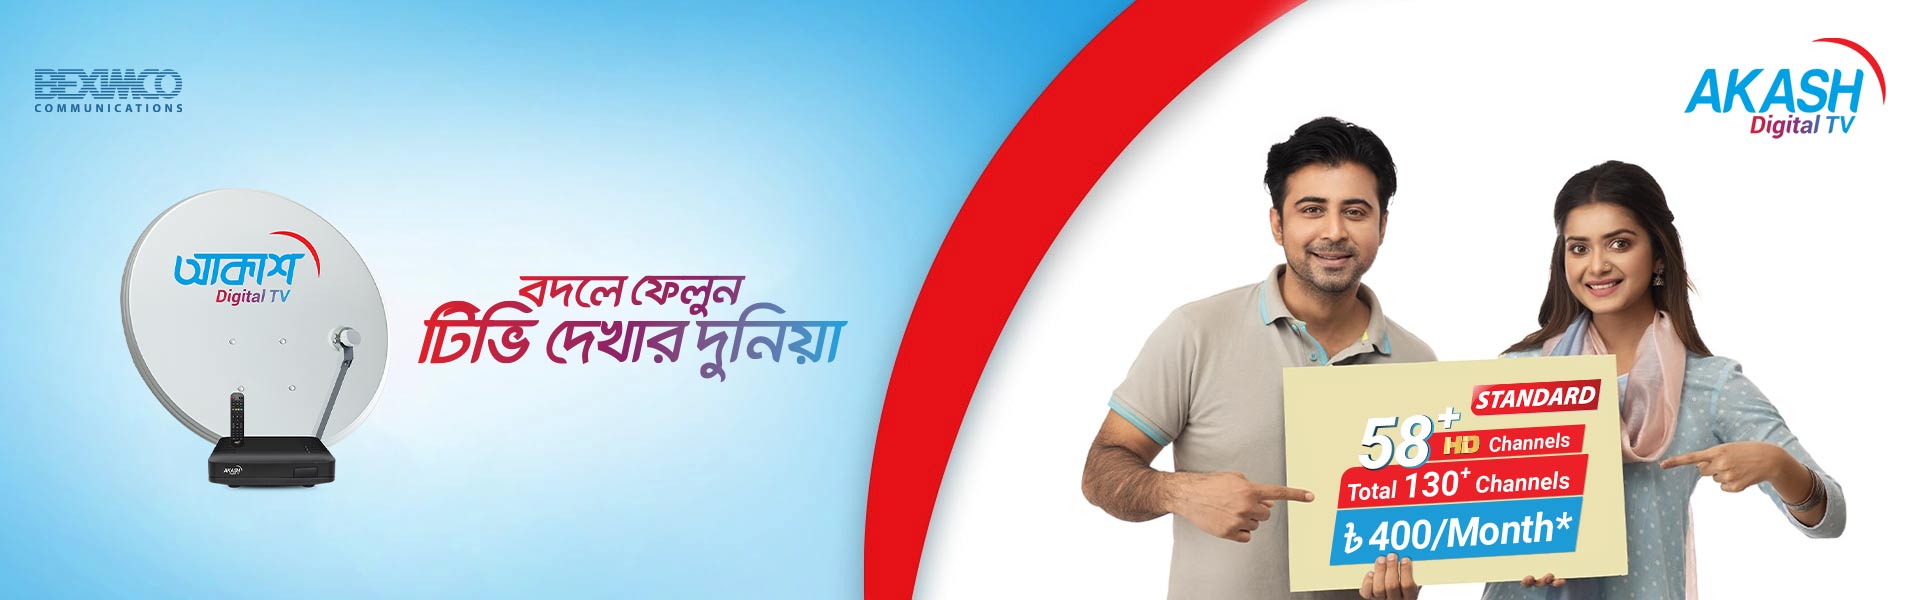 BEXIMCO
COMMUNICATIONS
আকাশ
Digital TV
AKASH
বদলে ফেলুন
টিভি দেখার দুনিয়া
AKASH
Digital TV
STANDARD
58+ HD Channels
Total 130+ Channels
৳ 400/Month*